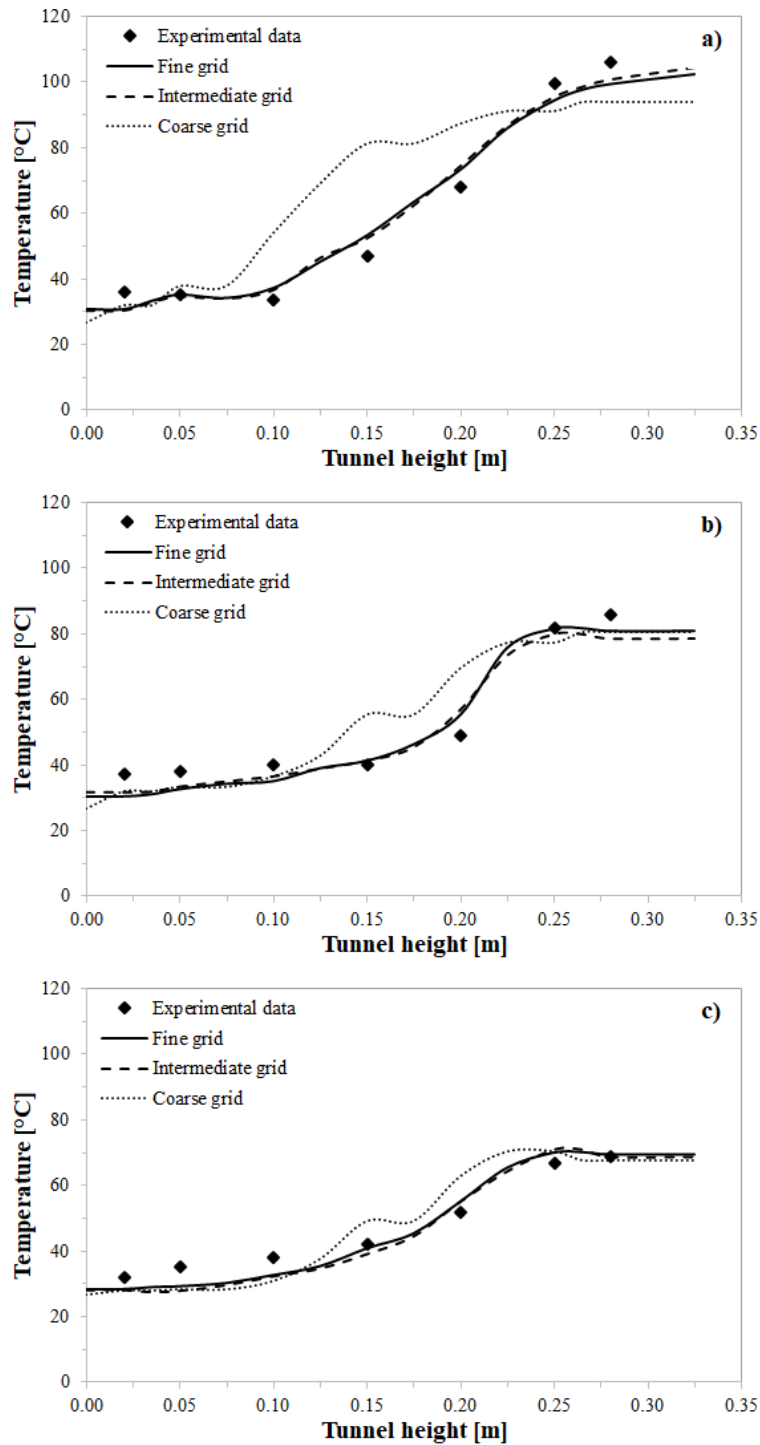 120
100
80
60
40
20
0
Temperature [°C]
Experimental data
Fine grid
Intermediate grid
Coarse grid
a)
0.00 0.05 0.10 0.15 0.20 0.25 0.30 0.35
Tunnel height [m]
120
100
80
60
40
20
0
Temperature [°C]
Experimental data
Fine grid
Intermediate grid
Coarse grid
b)
0.00 0.05 0.10 0.15 0.20 0.25 0.30 0.35
Tunnel height [m]
120
100
80
60
40
20
0
Temperature [°C]
Experimental data
Fine grid
Intermediate grid
Coarse grid
c)
0.00 0.05 0.10 0.15 0.20 0.25 0.30 0.35
Tunnel height [m]